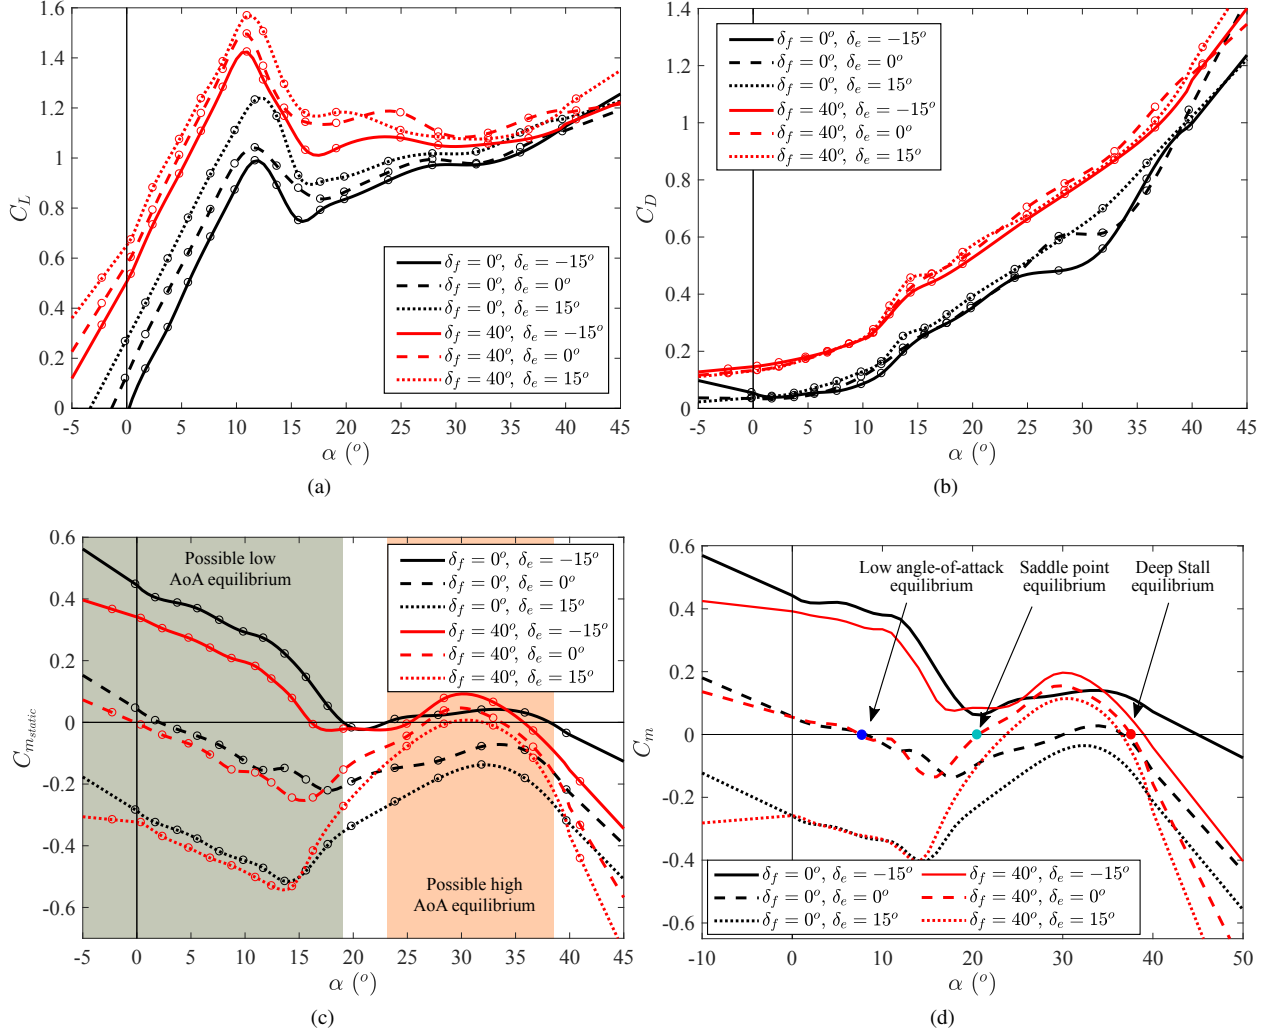 1.6
1.4
1.2
1
0.8
0.6
0.4
0.2
0
C_L
-5 0 5 10 15 20 25 30 35 40 45
α (°)
δ_f = 0°, δ_e = −15°
δ_f = 0°, δ_e = 0°
δ_f = 0°, δ_e = 15°
δ_f = 40°, δ_e = −15°
δ_f = 40°, δ_e = 0°
δ_f = 40°, δ_e = 15°
(a)
1.4
1.2
1
0.8
0.6
0.4
0.2
0
C_D
-5 0 5 10 15 20 25 30 35 40 45
α (°)
δ_f = 0°, δ_e = −15°
δ_f = 0°, δ_e = 0°
δ_f = 0°, δ_e = 15°
δ_f = 40°, δ_e = −15°
δ_f = 40°, δ_e = 0°
δ_f = 40°, δ_e = 15°
(b)
0.6
0.4
0.2
0
-0.2
-0.4
-0.6
C_{m_{static}}
-5 0 5 10 15 20 25 30 35 40 45
α (°)
Possible low
AoA equilibrium
δ_f = 0°, δ_e = −15°
δ_f = 0°, δ_e = 0°
δ_f = 0°, δ_e = 15°
δ_f = 40°, δ_e = −15°
δ_f = 40°, δ_e = 0°
δ_f = 40°, δ_e = 15°
Possible high
AoA equilibrium
(c)
0.6
0.4
0.2
0
-0.2
-0.4
-0.6
C_m
-10 0 10 20 30 40 50
α (°)
Low angle-of-attack
equilibrium
Saddle point
equilibrium
Deep Stall
equilibrium
δ_f = 0°, δ_e = −15°
δ_f = 0°, δ_e = 0°
δ_f = 0°, δ_e = 15°
δ_f = 40°, δ_e = −15°
δ_f = 40°, δ_e = 0°
δ_f = 40°, δ_e = 15°
(d)